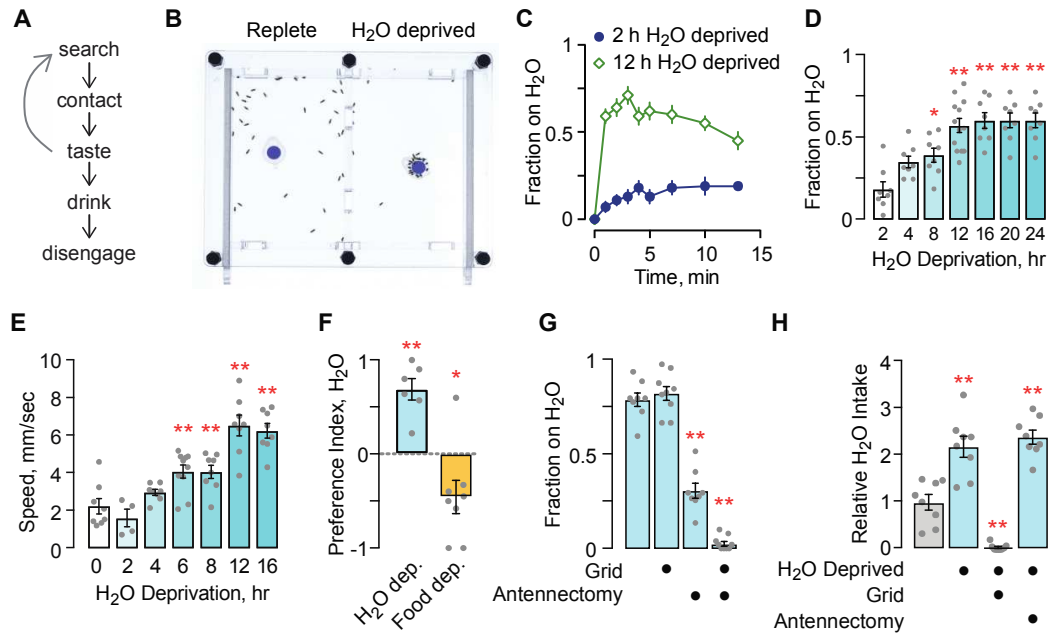 A
search
contact
taste
drink
disengage
B
Replete
H2O deprived
C
2 h H2O deprived
12 h H2O deprived
Fraction on H2O
1
0.5
0
0
5
10
15
Time, min
D
Fraction on H2O
1
0.5
0
* ** ** ** **
2 4 8 12 16 20 24
H2O Deprivation, hr
E
Speed, mm/sec
10
8
6
4
2
0
** ** ** **
0 2 4 6 8 12 16
H2O Deprivation, hr
F
Preference Index, H2O
1
0
-1
** *
H2O dep.
Food dep.
G
Fraction on H2O
1
0.5
0
** **
Grid
Antennectomy
H
Relative H2O Intake
4
3
2
1
0
** ** **
H2O Deprived
Grid
Antennectomy